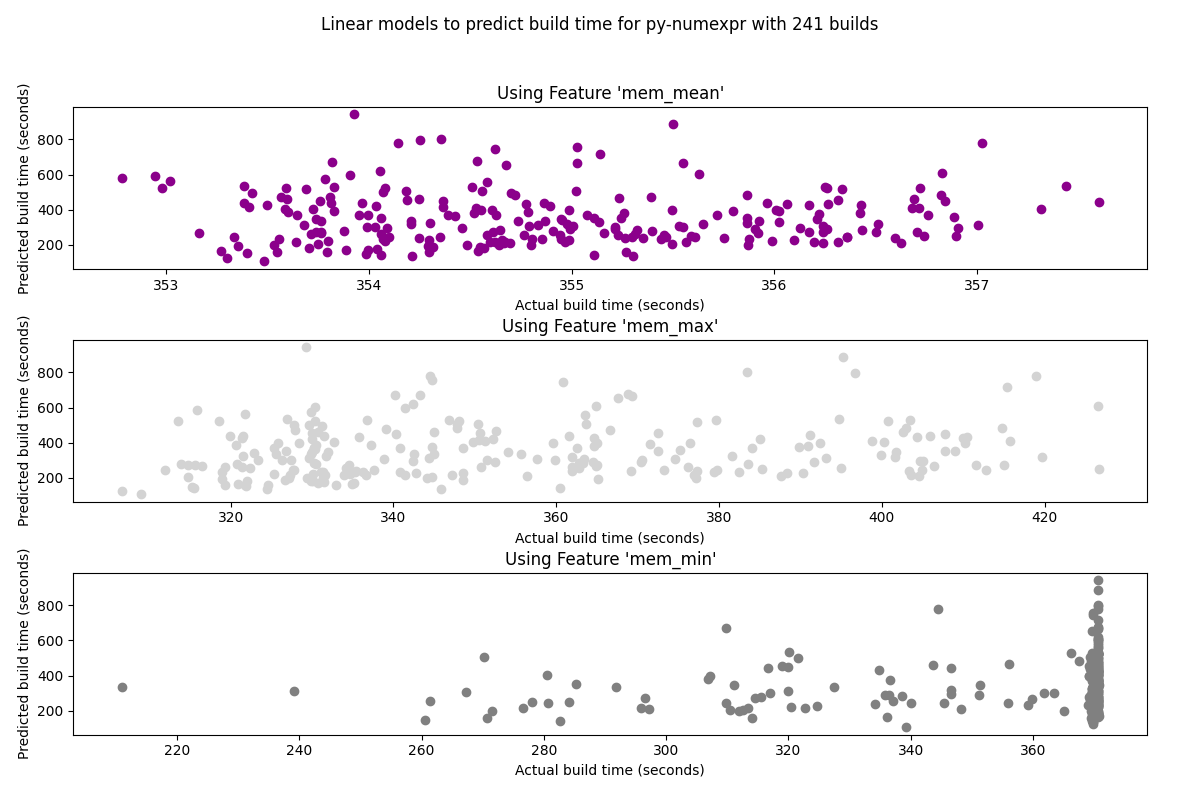 Linear models to predict build time for py-numexpr with 241 builds
Using Feature 'mem_mean'
Predicted build time (seconds)
800
600
400
200
353 354 355 356 357
Actual build time (seconds)
Using Feature 'mem_max'
Predicted build time (seconds)
800
600
400
200
320 340 360 380 400 420
Actual build time (seconds)
Using Feature 'mem_min'
Predicted build time (seconds)
800
600
400
200
220 240 260 280 300 320 340 360
Actual build time (seconds)